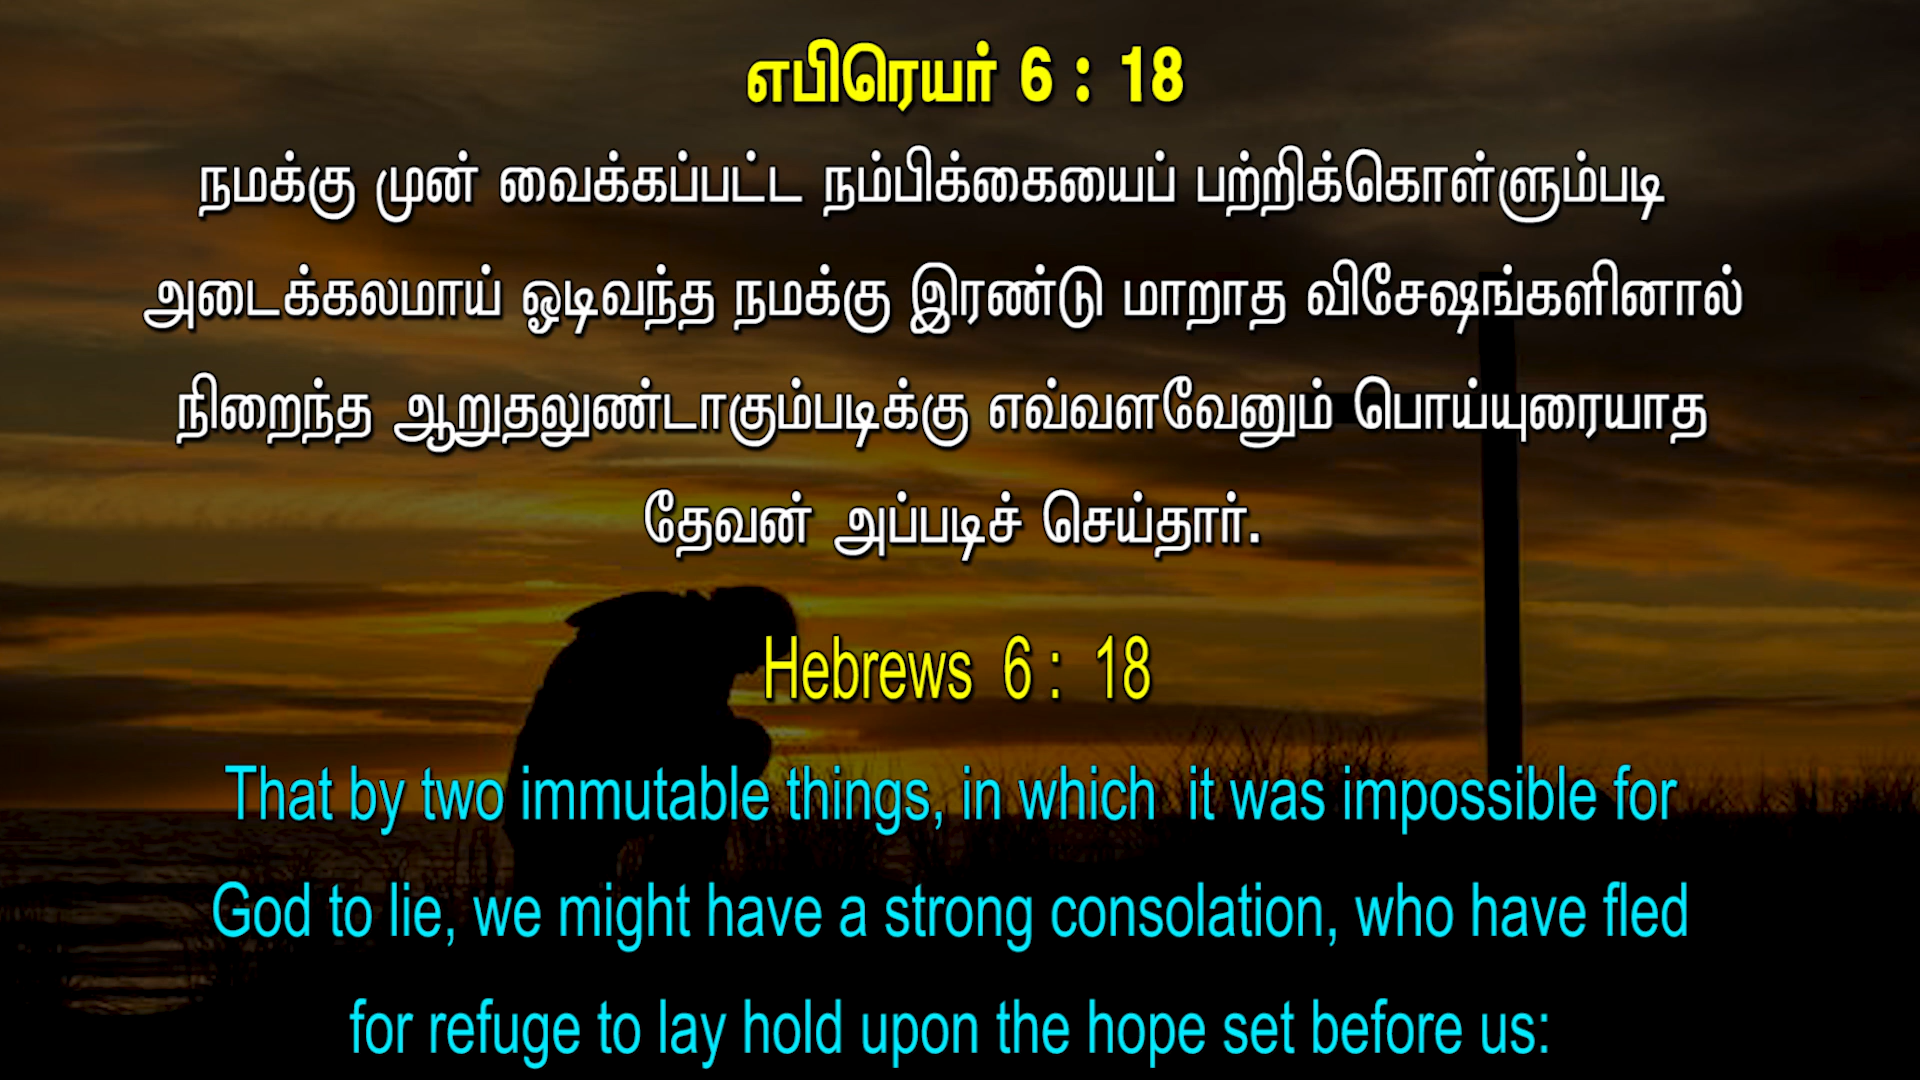 எபிரெயர் 6 : 18
நமக்கு முன் வைக்கப்பட்ட நம்பிக்கையைப் பற்றிக்கொள்ளும்படி
அடைக்கலமாய் ஓடிவந்த நமக்கு இரண்டு மாறாத விசேஷங்களினால்
நிறைந்த ஆறுதலுண்டாகும்படிக்கு எவ்வளவேனும் பொய்யுரையாத
தேவன் அப்படிச் செய்தார்.
Hebrews 6 : 18
That by two immutable things, in which it was impossible for
God to lie, we might have a strong consolation, who have fled
for refuge to lay hold upon the hope set before us: